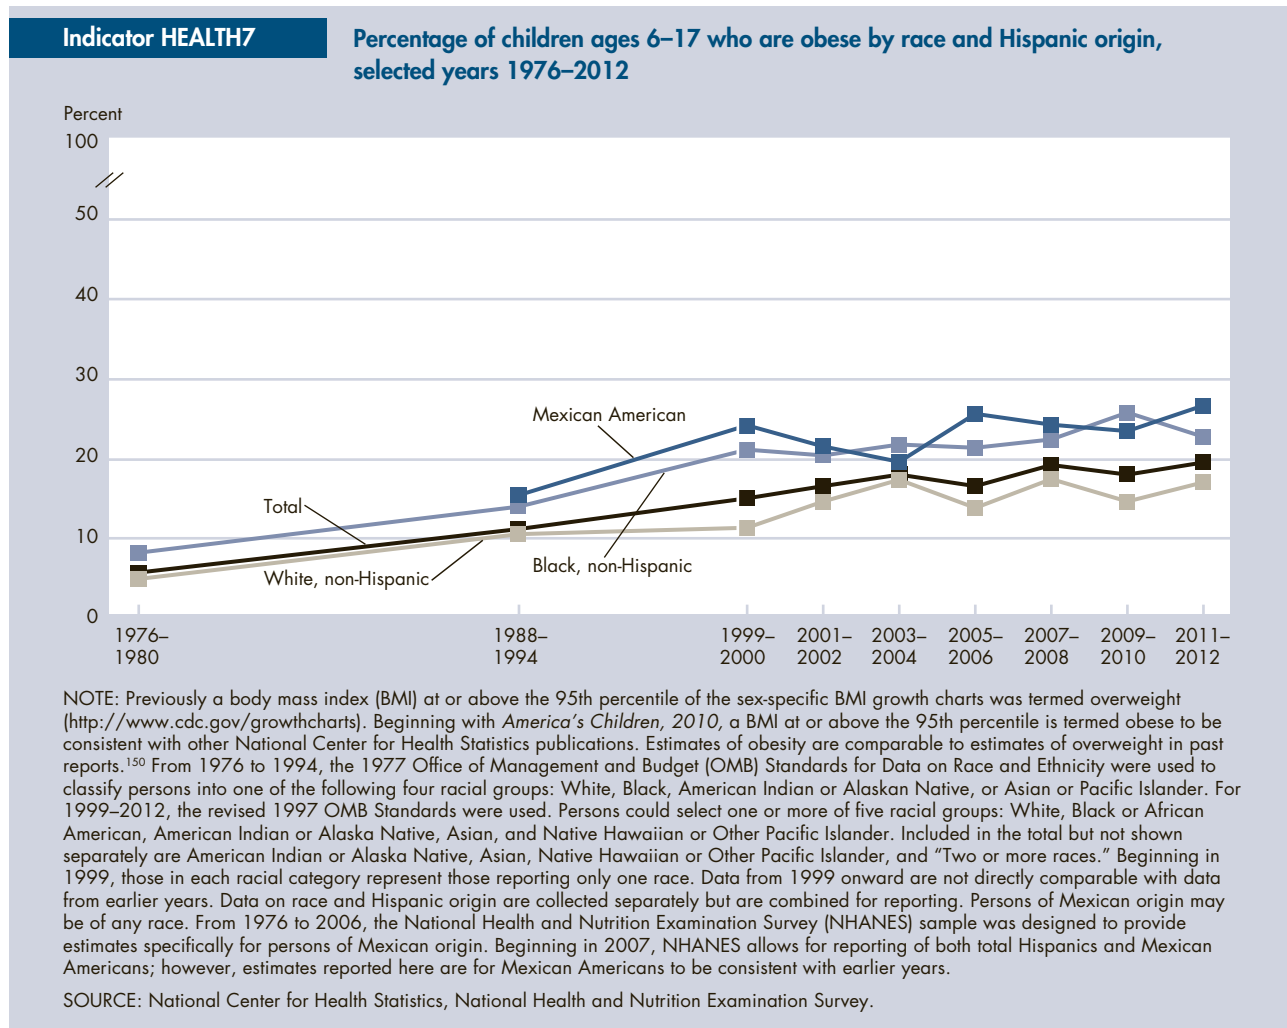 Indicator HEALTH7
Percentage of children ages 6–17 who are obese by race and Hispanic origin,
selected years 1976–2012
Percent
100
50
40
30
20
10
0
Mexican American
Total
White, non-Hispanic
Black, non-Hispanic
1976–
1980
1988–
1994
1999–
2000
2001–
2002
2003–
2004
2005–
2006
2007–
2008
2009–
2010
2011–
2012
NOTE: Previously a body mass index (BMI) at or above the 95th percentile of the sex-specific BMI growth charts was termed overweight
(http://www.cdc.gov/growthcharts). Beginning with America's Children, 2010, a BMI at or above the 95th percentile is termed obese to be
consistent with other National Center for Health Statistics publications. Estimates of obesity are comparable to estimates of overweight in past
reports.150 From 1976 to 1994, the 1977 Office of Management and Budget (OMB) Standards for Data on Race and Ethnicity were used to
classify persons into one of the following four racial groups: White, Black, American Indian or Alaskan Native, or Asian or Pacific Islander. For
1999–2012, the revised 1997 OMB Standards were used. Persons could select one or more of five racial groups: White, Black or African
American, American Indian or Alaska Native, Asian, and Native Hawaiian or Other Pacific Islander. Included in the total but not shown
separately are American Indian or Alaska Native, Asian, Native Hawaiian or Other Pacific Islander, and "Two or more races." Beginning in
1999, those in each racial category represent those reporting only one race. Data from 1999 onward are not directly comparable with data
from earlier years. Data on race and Hispanic origin are collected separately but are combined for reporting. Persons of Mexican origin may
be of any race. From 1976 to 2006, the National Health and Nutrition Examination Survey (NHANES) sample was designed to provide
estimates specifically for persons of Mexican origin. Beginning in 2007, NHANES allows for reporting of both total Hispanics and Mexican
Americans; however, estimates reported here are for Mexican Americans to be consistent with earlier years.
SOURCE: National Center for Health Statistics, National Health and Nutrition Examination Survey.